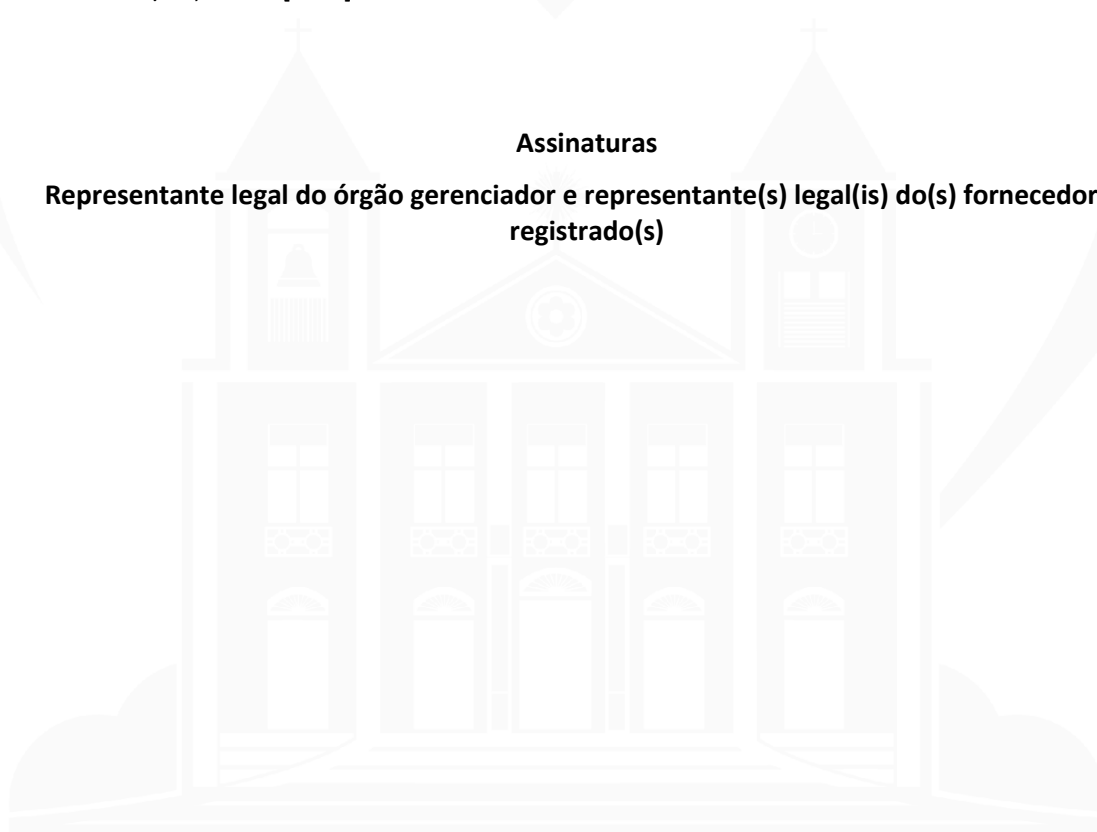 Assinaturas
Representante legal do órgão gerenciador e representante(s) legal(is) do(s) fornecedor
registrado(s)